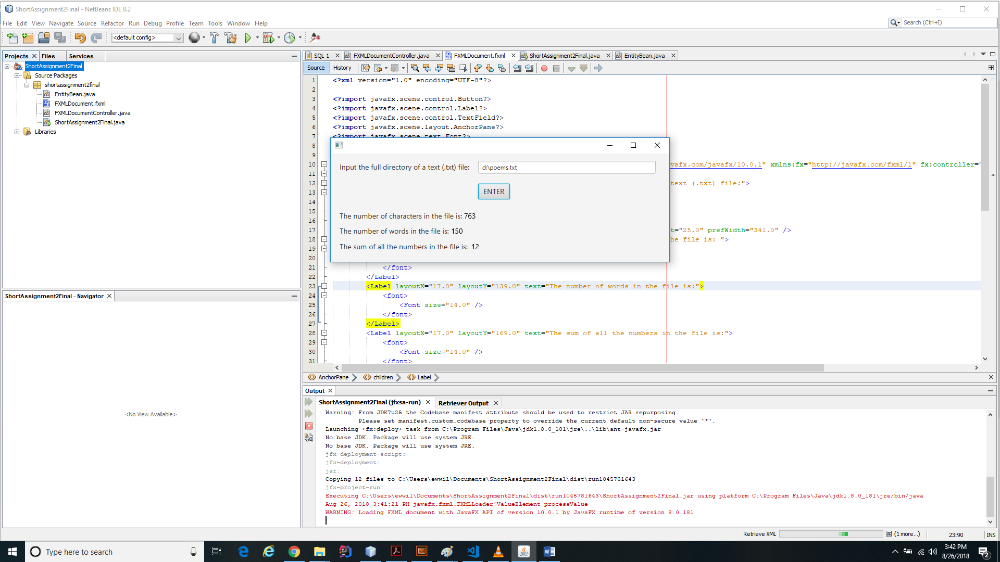 ShortAssignment2Final - NetBeans IDE 8.2
File Edit View Navigate Source Refactor Run Debug Profile Team Tools Window Help
Search (Ctrl+I)
<default config>
Projects Files Services
ShortAssignment2Final
Source Packages
shortassignment2final
EntityBean.java
FXMLDocument.fxml
FXMLDocumentController.java
ShortAssignment2Final.java
Libraries
ShortAssignment2Final - Navigator
<No View Available>
SQL 1 FXMLDocumentController.java FXMLDocument.fxml ShortAssignment2Final.java EntityBean.java
Source History
1 <?xml version="1.0" encoding="UTF-8"?>
2
3 <?import javafx.scene.control.Button?>
4 <?import javafx.scene.control.Label?>
5 <?import javafx.scene.control.TextField?>
6 <?import javafx.scene.layout.AnchorPane?>
7 <?import javafx.scene.text.Font?>
8
9
10 vafx.com/javafx/10.0.1" xmlns:fx="http://javafx.com/fxml/1" fx:controller="
11
12 text (.txt) file:">
13
14
15
16
17 t="25.0" prefWidth="341.0" />
18 he file is: ">
19
20
21 </font>
22 </Label>
23 <Label layoutX="17.0" layoutY="139.0" text="The number of words in the file is:">
24 <font>
25 <Font size="14.0" />
26 </font>
27 </Label>
28 <Label layoutX="17.0" layoutY="169.0" text="The sum of all the numbers in the file is:">
29 <font>
30 <Font size="14.0" />
31 </font>
Input the full directory of a text (.txt) file: d:\poems.txt
ENTER
The number of characters in the file is: 763
The number of words in the file is: 150
The sum of all the numbers in the file is: 12
AnchorPane children Label
Output
ShortAssignment2Final (jfxsa-run) Retriever Output
Warning: From JDK7u25 the Codebase manifest attribute should be used to restrict JAR repurposing.
Please set manifest.custom.codebase property to override the current default non-secure value '*'.
Launching <fx:deploy> task from C:\Program Files\Java\jdk1.8.0_181\jre\..\lib\ant-javafx.jar
No base JDK. Package will use system JRE.
No base JDK. Package will use system JRE.
jfx-deployment-script:
jfx-deployment:
jar:
Copying 12 files to C:\Users\ewwil\Documents\ShortAssignment2Final\dist\run1045781643
jfx-project-run:
Executing C:\Users\ewwil\Documents\ShortAssignment2Final\dist\run1045781643\ShortAssignment2Final.jar using platform C:\Program Files\Java\jdk1.8.0_181\jre/bin/java
Aug 26, 2018 3:41:21 PM javafx.fxml.FXMLLoader$ValueElement processValue
WARNING: Loading FXML document with JavaFX API of version 10.0.1 by JavaFX runtime of version 8.0.181
Retrieve XML (1 more...) 23:90 INS
Type here to search
3:42 PM
8/26/2018
2